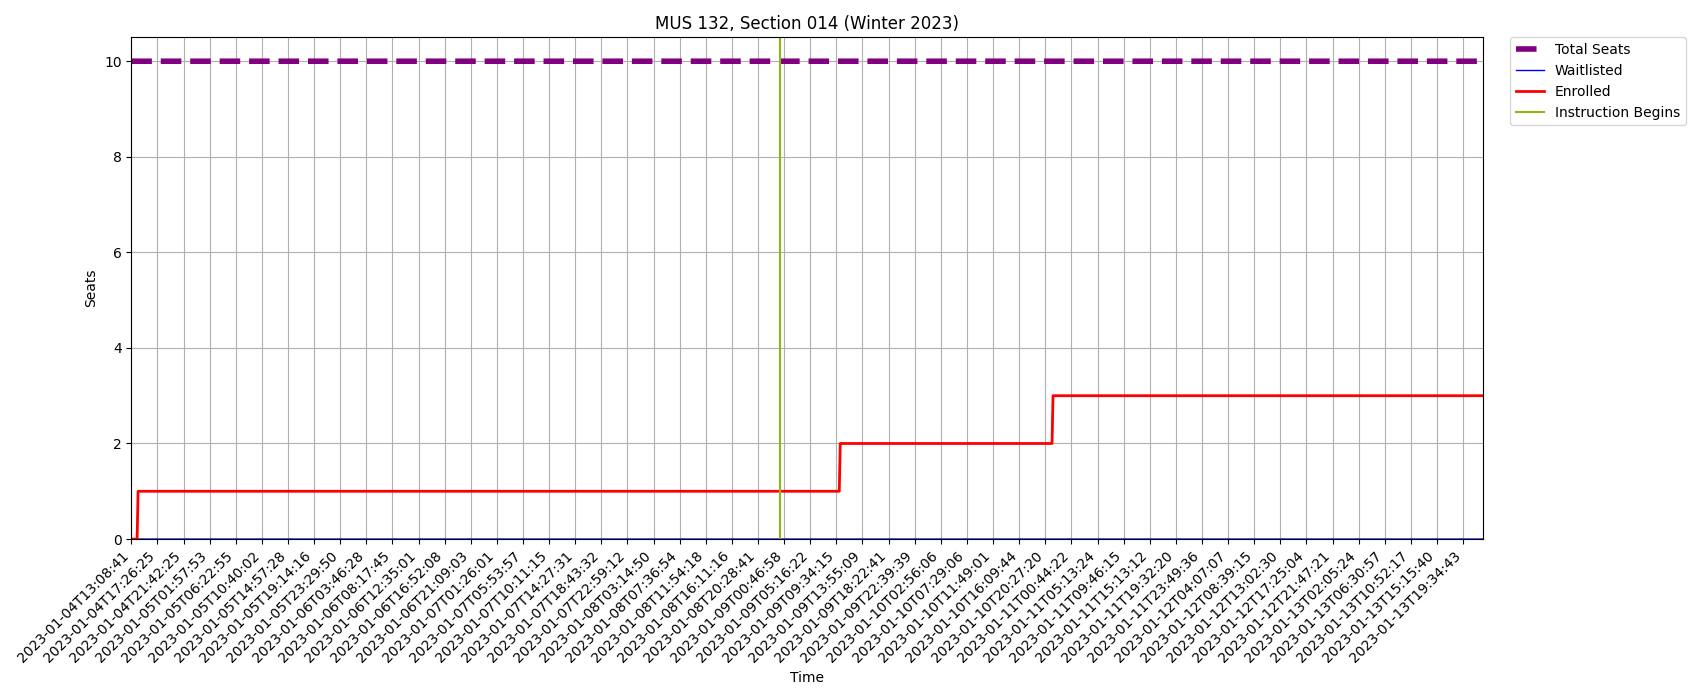 MUS 132, Section 014 (Winter 2023)
Total Seats
Waitlisted
Enrolled
Instruction Begins
10
8
6
4
2
0
Seats
2023-01-04T13:08:41
2023-01-04T17:26:25
2023-01-04T21:42:25
2023-01-05T01:57:53
2023-01-05T06:22:55
2023-01-05T10:40:02
2023-01-05T14:57:28
2023-01-05T19:14:16
2023-01-05T23:29:50
2023-01-06T03:46:28
2023-01-06T08:17:45
2023-01-06T12:35:01
2023-01-06T16:52:08
2023-01-06T21:09:03
2023-01-07T01:26:01
2023-01-07T05:53:57
2023-01-07T10:11:15
2023-01-07T14:27:31
2023-01-07T18:43:32
2023-01-07T22:59:12
2023-01-08T03:14:50
2023-01-08T07:36:54
2023-01-08T11:54:18
2023-01-08T16:11:16
2023-01-08T20:28:41
2023-01-09T00:46:58
2023-01-09T05:16:22
2023-01-09T09:34:15
2023-01-09T13:55:09
2023-01-09T18:22:41
2023-01-09T22:39:39
2023-01-10T02:56:06
2023-01-10T07:29:06
2023-01-10T11:49:01
2023-01-10T16:09:44
2023-01-10T20:27:20
2023-01-11T00:44:22
2023-01-11T05:13:24
2023-01-11T09:46:15
2023-01-11T15:13:12
2023-01-11T19:32:20
2023-01-11T23:49:36
2023-01-12T04:07:07
2023-01-12T08:39:15
2023-01-12T13:02:30
2023-01-12T17:25:04
2023-01-12T21:47:21
2023-01-13T02:05:24
2023-01-13T06:30:57
2023-01-13T10:52:17
2023-01-13T15:15:40
2023-01-13T19:34:43
Time